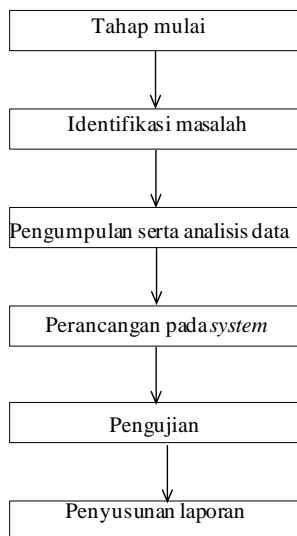 Tahap mulai
Identifikasi masalah
Pengumpulan serta analisis data
Perancangan pada system
Pengujian
Penyusunan laporan